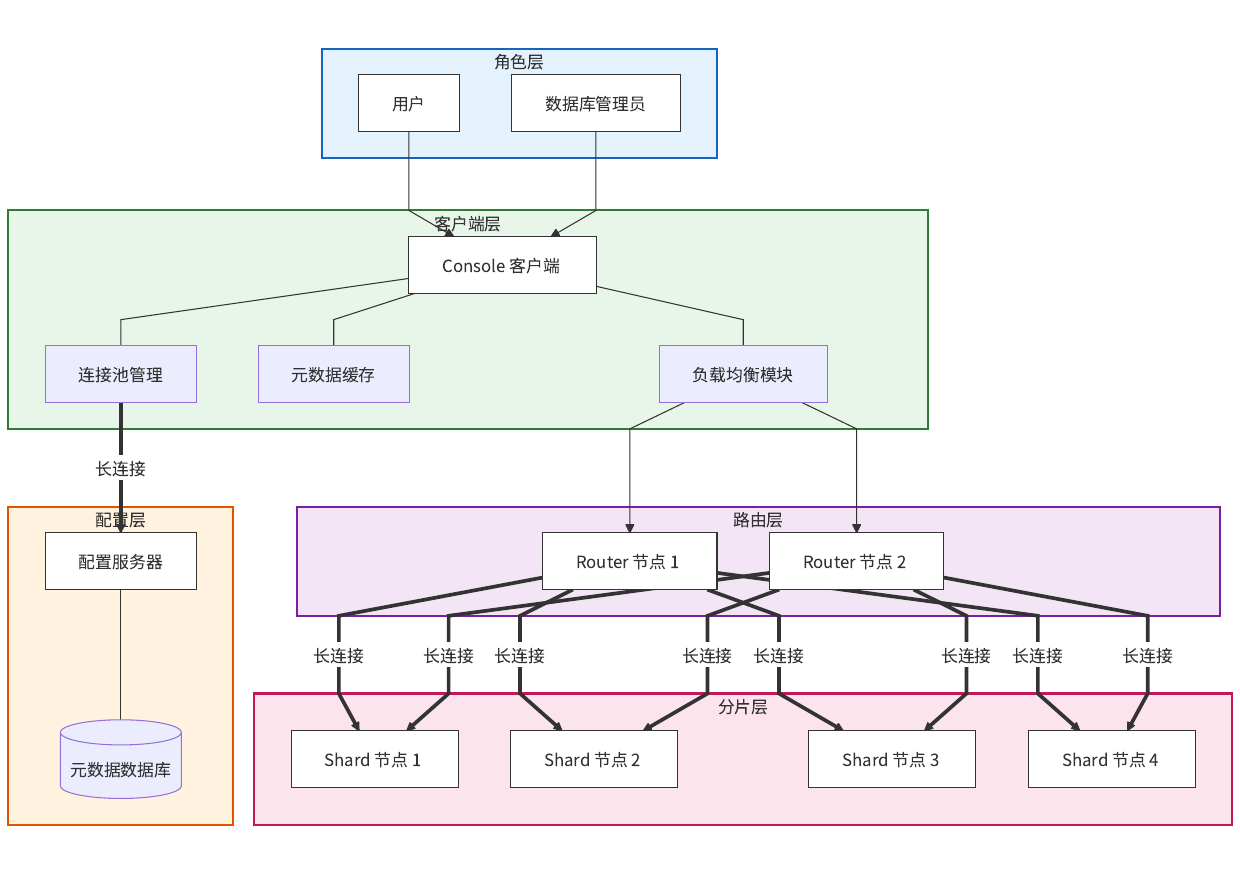 角色层
用户
数据库管理员
客户端层
Console 客户端
连接池管理
元数据缓存
负载均衡模块
长连接
配置层
配置服务器
元数据数据库
路由层
Router 节点 1
Router 节点 2
长连接
长连接
长连接
长连接
长连接
长连接
长连接
长连接
分片层
Shard 节点 1
Shard 节点 2
Shard 节点 3
Shard 节点 4